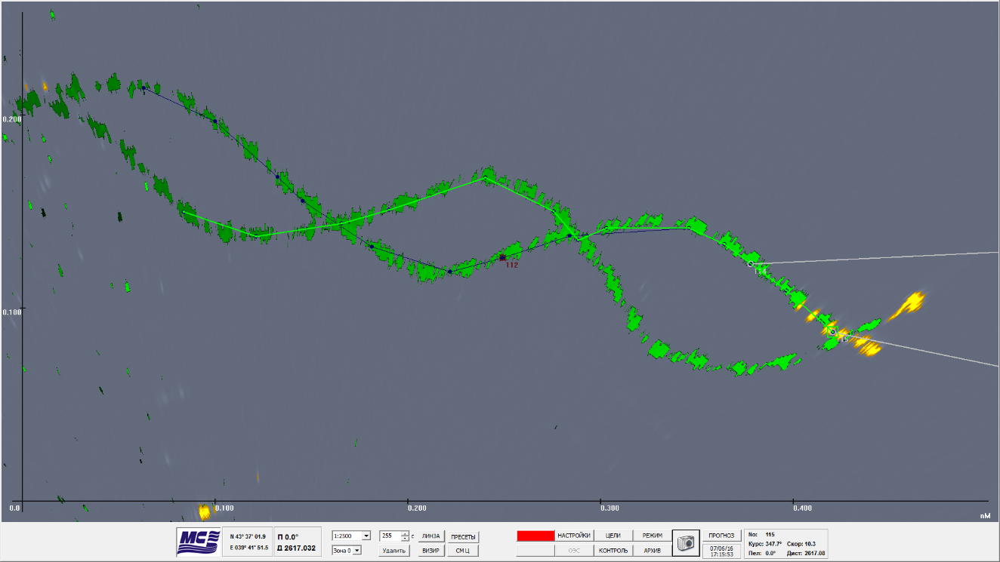 0.200
112
114
115
0.100
0.0
0.100
0.200
0.300
0.400
nM
MC
N 43° 37' 01.9
E 039° 41' 51.5
П 0.0°
Д 2617.032
1:2500
255 с
ЛИНЗА
ПРЕСЕТЫ
Зона 0
Удалить
ВИЗИР
СМ Ц
НАСТРОЙКИ
ЦЕЛИ
РЕЖИМ
ОЭС
КОНТРОЛЬ
АРХИВ
ПРОГНОЗ
07/06/16
17:15:53
No: 115
Курс: 347.7° Скор: 10.3
Пел: 0.0° Дист: 2617.08